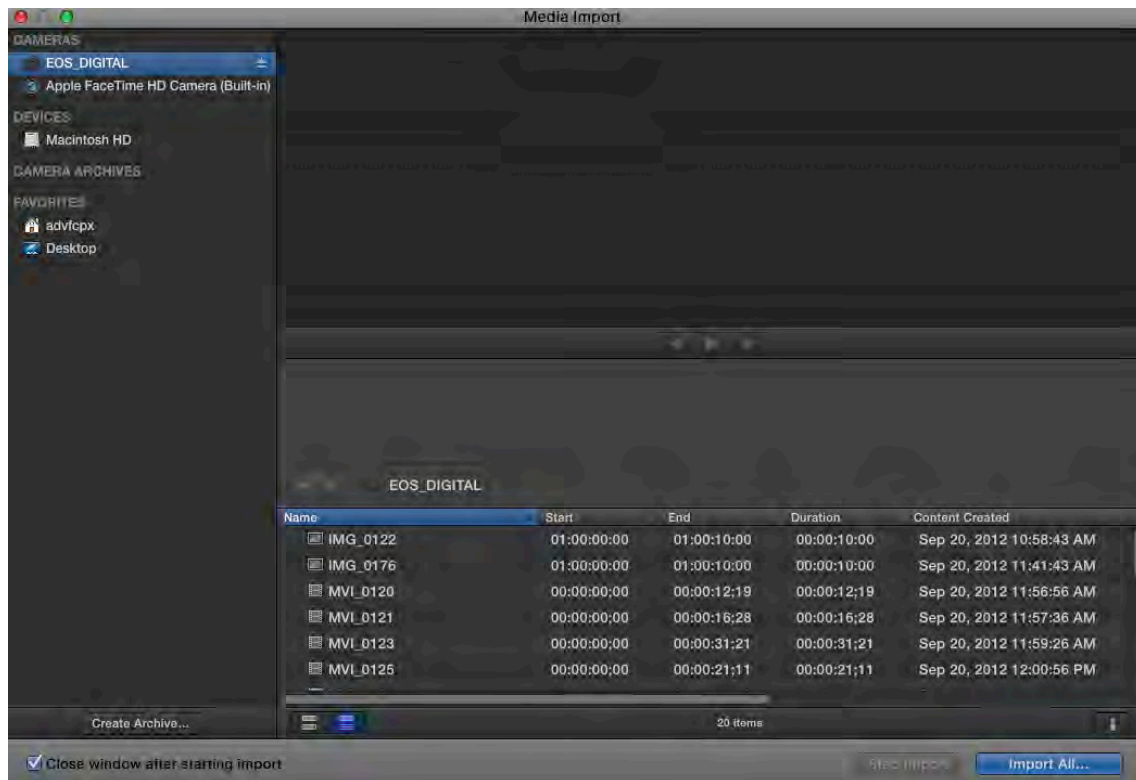 Media Import
CAMERAS
EOS_DIGITAL
Apple FaceTime HD Camera (Built-in)
DEVICES
Macintosh HD
CAMERA ARCHIVES
FAVORITES
advfcpx
Desktop
EOS_DIGITAL
Name Start End Duration Content Created
IMG_0122 01:00:00:00 01:00:10:00 00:00:10:00 Sep 20, 2012 10:58:43 AM
IMG_0176 01:00:00:00 01:00:10:00 00:00:10:00 Sep 20, 2012 11:41:43 AM
MVI_0120 00:00:00;00 00:00:12;19 00:00:12;19 Sep 20, 2012 11:56:56 AM
MVI_0121 00:00:00;00 00:00:16;28 00:00:16;28 Sep 20, 2012 11:57:36 AM
MVI_0123 00:00:00;00 00:00:31;21 00:00:31;21 Sep 20, 2012 11:59:26 AM
MVI_0125 00:00:00;00 00:00:21;11 00:00:21;11 Sep 20, 2012 12:00:56 PM
Create Archive... 20 items
Close window after starting import Stop Import Import All...